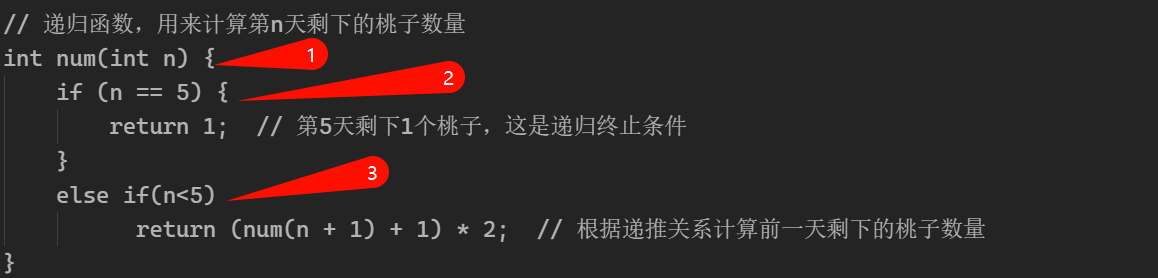 // 递归函数，用来计算第n天剩下的桃子数量
int num(int n) {
1
if (n == 5) {
2
return 1;  // 第5天剩下1个桃子，这是递归终止条件
}
else if(n<5)
3
return (num(n + 1) + 1) * 2;  // 根据递推关系计算前一天剩下的桃子数量
}